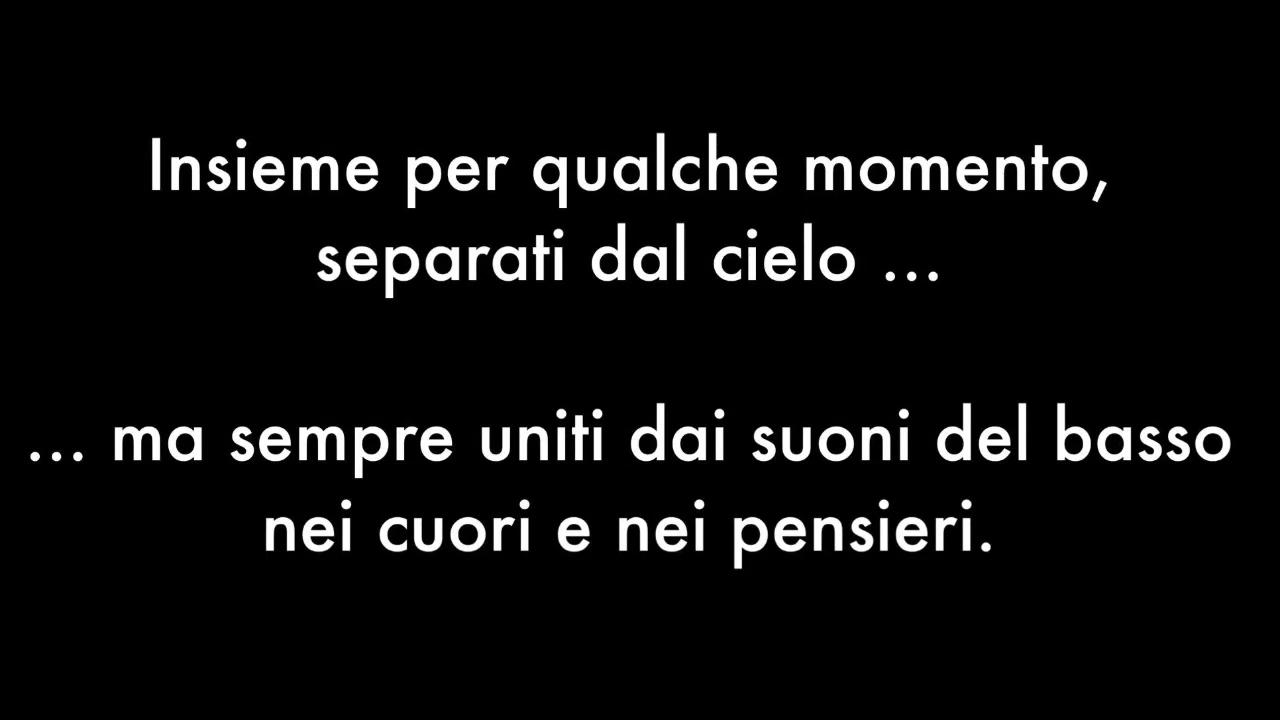 Insieme per qualche momento,
separati dal cielo ...
... ma sempre uniti dai suoni del basso
nei cuori e nei pensieri.